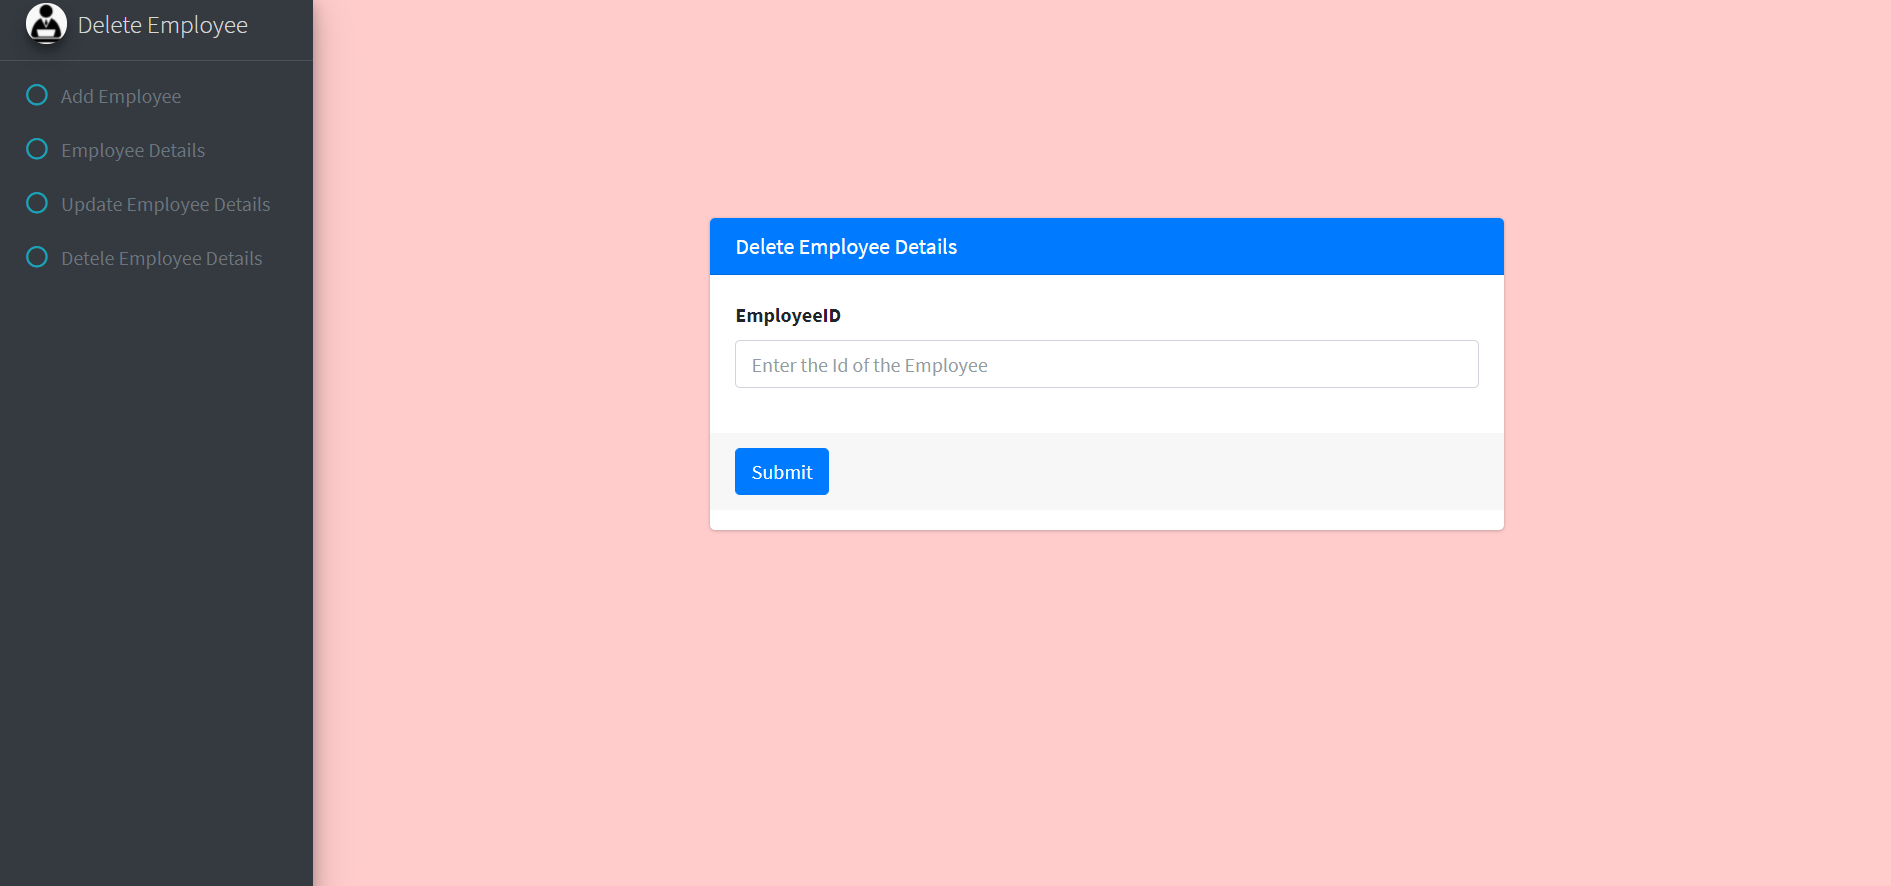 Delete Employee
Add Employee
Employee Details
Update Employee Details
Detele Employee Details
Delete Employee Details
EmployeeID
Enter the Id of the Employee
Submit